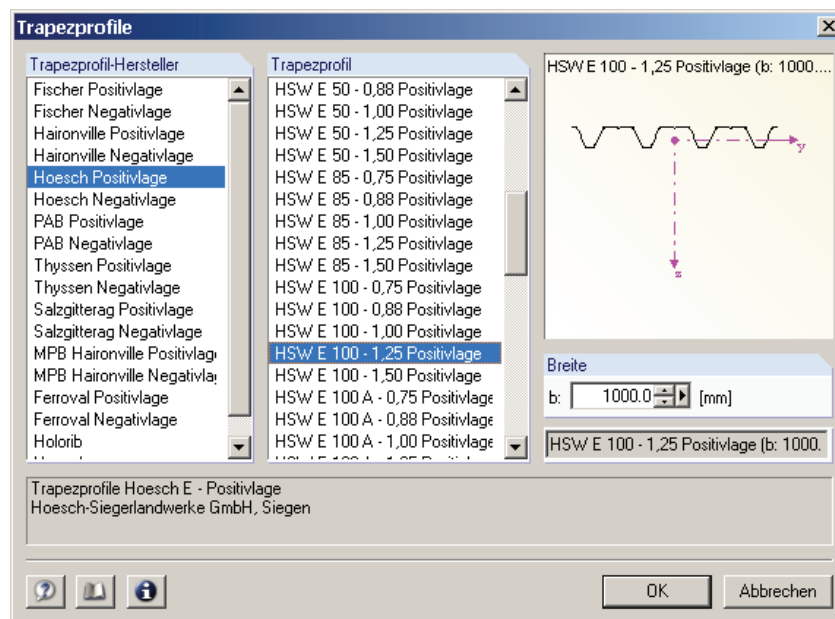 Trapezprofile
Trapezprofil-Hersteller
Fischer Positivlage
Fischer Negativlage
Haironville Positivlage
Haironville Negativlage
Hoesch Positivlage
Hoesch Negativlage
PAB Positivlage
PAB Negativlage
Thyssen Positivlage
Thyssen Negativlage
Salzgitterag Positivlage
Salzgitterag Negativlage
MPB Haironville Positivlag
MPB Haironville Negativla
Ferroval Positivlage
Ferroval Negativlage
Holorib
Trapezprofil
HSW E 50 - 0,88 Positivlage
HSW E 50 - 1,00 Positivlage
HSW E 50 - 1,25 Positivlage
HSW E 50 - 1,50 Positivlage
HSW E 85 - 0,75 Positivlage
HSW E 85 - 0,88 Positivlage
HSW E 85 - 1,00 Positivlage
HSW E 85 - 1,25 Positivlage
HSW E 85 - 1,50 Positivlage
HSW E 100 - 0,75 Positivlage
HSW E 100 - 0,88 Positivlage
HSW E 100 - 1,00 Positivlage
HSW E 100 - 1,25 Positivlage
HSW E 100 - 1,50 Positivlage
HSW E 100 A - 0,75 Positivlage
HSW E 100 A - 0,88 Positivlage
HSW E 100 A - 1,00 Positivlage
HSW E 100 - 1,25 Positivlage (b: 1000....
y
z
Breite
b: 1000.0 [mm]
HSW E 100 - 1,25 Positivlage (b: 1000.
Trapezprofile Hoesch E - Positivlage
Hoesch-Siegerlandwerke GmbH, Siegen
OK
Abbrechen